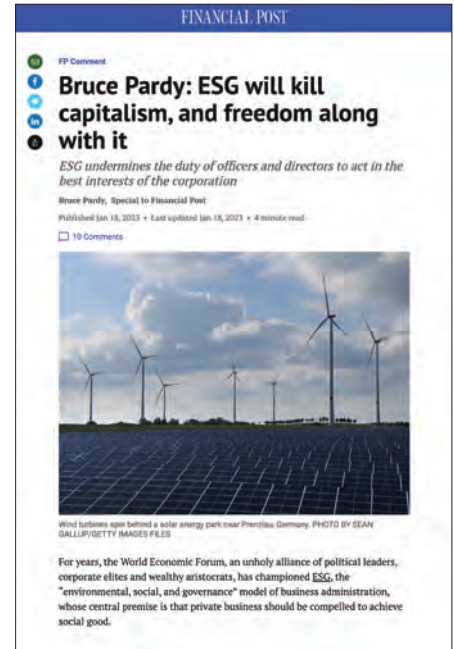 FINANCIAL POST
FP Comment
Bruce Pardy: ESG will kill
capitalism, and freedom along
with it
ESG undermines the duty of officers and directors to act in the
best interests of the corporation
Bruce Pardy, Special to Financial Post
Published Jan 18, 2023 • Last updated Jan 18, 2023 • 4 minute read
10 Comments
Wind turbines spin behind a solar energy park near Prenzlau, Germany. PHOTO BY SEAN
GALLUP/GETTY IMAGES FILES
For years, the World Economic Forum, an unholy alliance of political leaders,
corporate elites and wealthy aristocrats, has championed ESG, the
"environmental, social, and governance" model of business administration,
whose central premise is that private business should be compelled to achieve
social good.